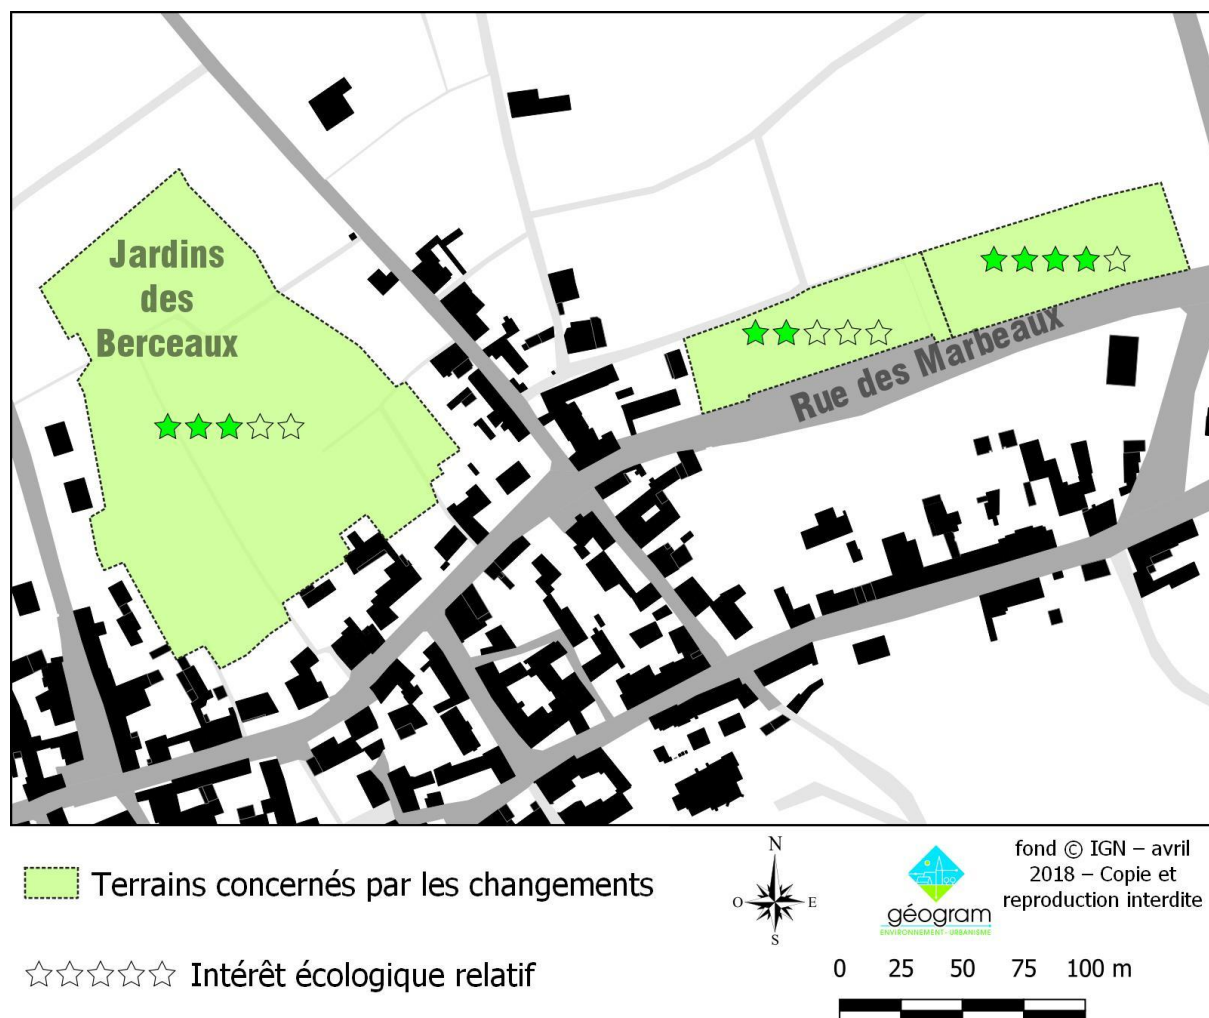 Jardins
des
Berceaux
Rue des Marbeaux
Terrains concernés par les changements
Intérêt écologique relatif
N
O
E
S
géogram
ENVIRONNEMENT - URBANISME
fond © IGN – avril
2018 – Copie et
reproduction interdite
0 25 50 75 100 m